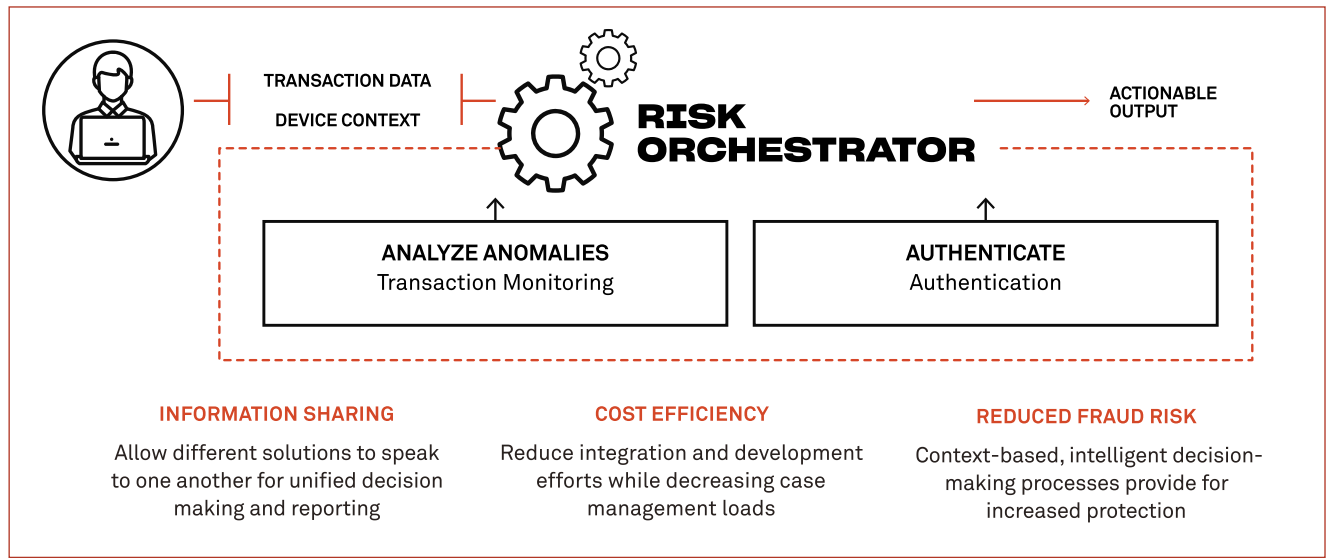 TRANSACTION DATA
DEVICE CONTEXT
RISK
ORCHESTRATOR
ACTIONABLE
OUTPUT
ANALYZE ANOMALIES
Transaction Monitoring
AUTHENTICATE
Authentication
INFORMATION SHARING
Allow different solutions to speak
to one another for unified decision
making and reporting
COST EFFICIENCY
Reduce integration and development
efforts while decreasing case
management loads
REDUCED FRAUD RISK
Context-based, intelligent decision-
making processes provide for
increased protection